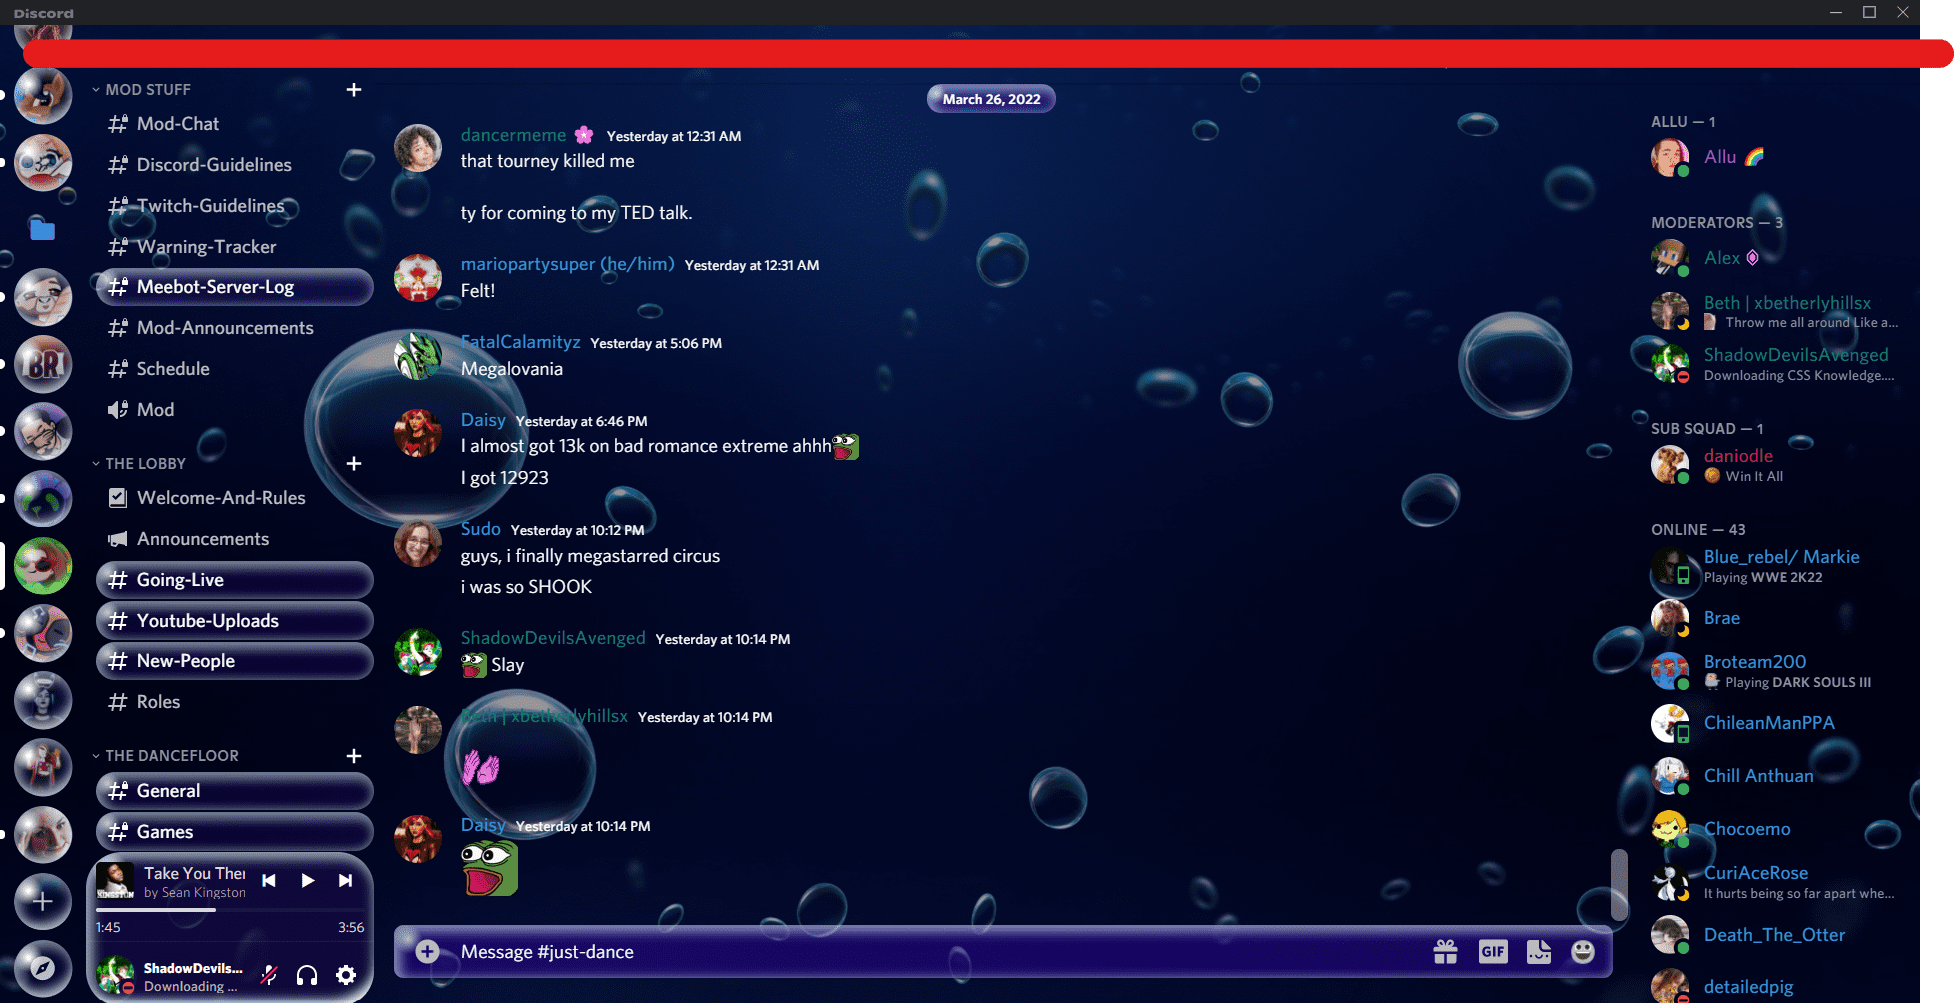 Discord
MOD STUFF
Mod-Chat
Discord-Guidelines
Twitch-Guidelines
Warning-Tracker
Meebot-Server-Log
Mod-Announcements
Schedule
Mod
THE LOBBY
Welcome-And-Rules
Announcements
Going-Live
Youtube-Uploads
New-People
Roles
THE DANCEFLOOR
General
Games
BR
KINGSTON
Take You Ther
by Sean Kingston
1:45 3:56
ShadowDevils...
Downloading ...
March 26, 2022
dancermeme Yesterday at 12:31 AM
that tourney killed me
ty for coming to my TED talk.
mariopartysuper (he/him) Yesterday at 12:31 AM
Felt!
FatalCalamityz Yesterday at 5:06 PM
Megalovania
Daisy Yesterday at 6:46 PM
I almost got 13k on bad romance extreme ahhh
I got 12923
Sudo Yesterday at 10:12 PM
guys, i finally megastarred circus
i was so SHOOK
ShadowDevilsAvenged Yesterday at 10:14 PM
Slay
Beth | xbetherlyhillsx Yesterday at 10:14 PM
Daisy Yesterday at 10:14 PM
Message #just-dance
GIF
ALLU — 1
Allu
MODERATORS — 3
Alex
Beth | xbetherlyhillsx
Throw me all around Like a...
ShadowDevilsAvenged
Downloading CSS Knowledge....
SUB SQUAD — 1
daniodle
Win It All
ONLINE — 43
Blue_rebel/ Markie
Playing WWE 2K22
Brae
Broteam200
Playing DARK SOULS III
ChileanManPPA
Chill Anthuan
Chocoemo
CuriAceRose
It hurts being so far apart whe...
Death_The_Otter
detailedpig